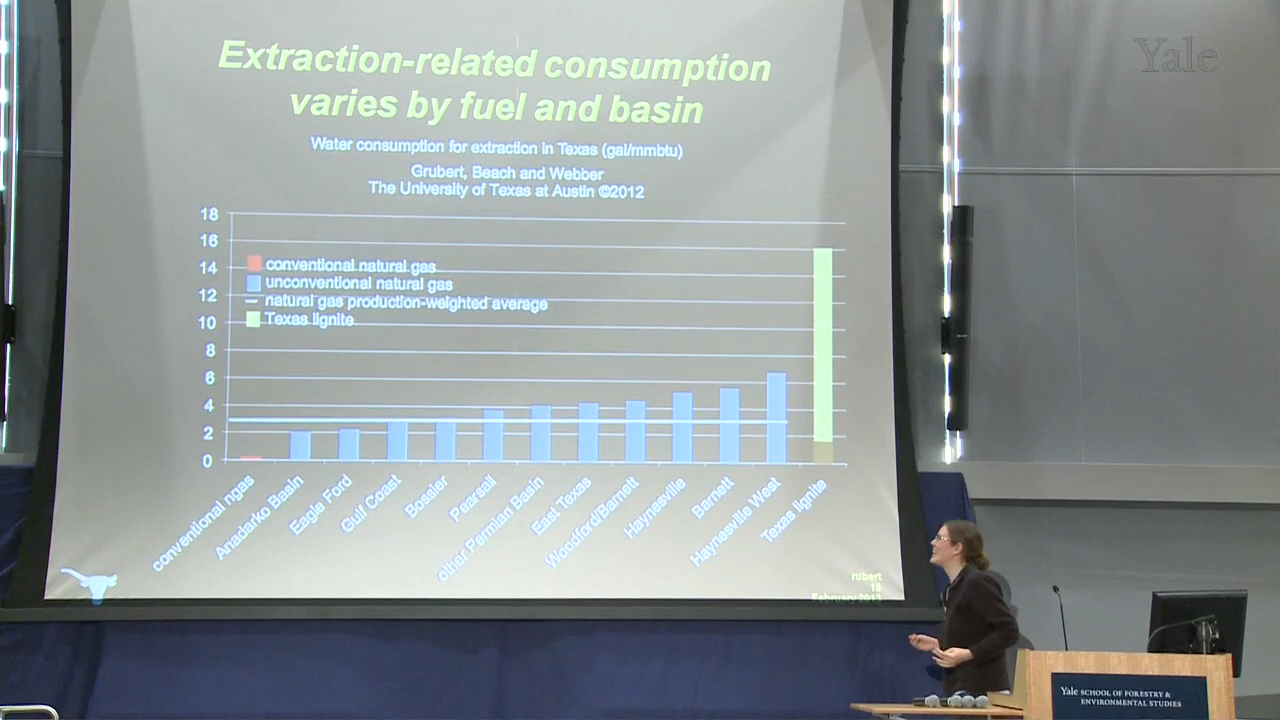 Yale
Extraction-related consumption
varies by fuel and basin
Water consumption for extraction in Texas (gal/mmbtu)
Grubert, Beach and Webber
The University of Texas at Austin ©2012
18
16
14
12
10
8
6
4
2
0
conventional natural gas
unconventional natural gas
natural gas production-weighted average
Texas lignite
conventional ngas
Anadarko Basin
Eagle Ford
Gulf Coast
Bossier
Pearsall
other Permian Basin
East Texas
Woodford/Barnett
Haynesville
Barnett
Haynesville West
Texas lignite
rubert
18
Yale SCHOOL OF FORESTRY &
ENVIRONMENTAL STUDIES